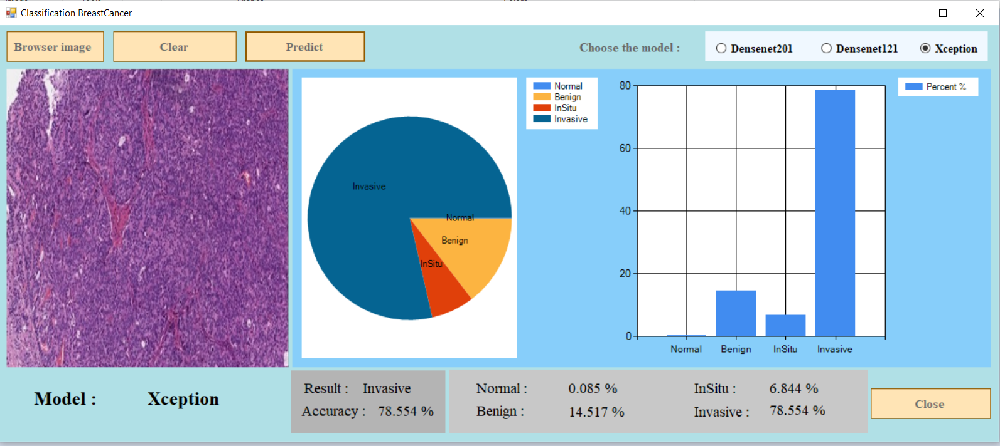 Classification BreastCancer
Browser image
Clear
Predict
Choose the model :
Densenet201
Densenet121
Xception
Normal
Benign
InSitu
Invasive
Invasive
Normal
Benign
InSitu
80
60
40
20
0
Normal
Benign
InSitu
Invasive
Percent %
Model : Xception
Result : Invasive
Accuracy : 78.554 %
Normal : 0.085 %
InSitu : 6.844 %
Benign : 14.517 %
Invasive : 78.554 %
Close